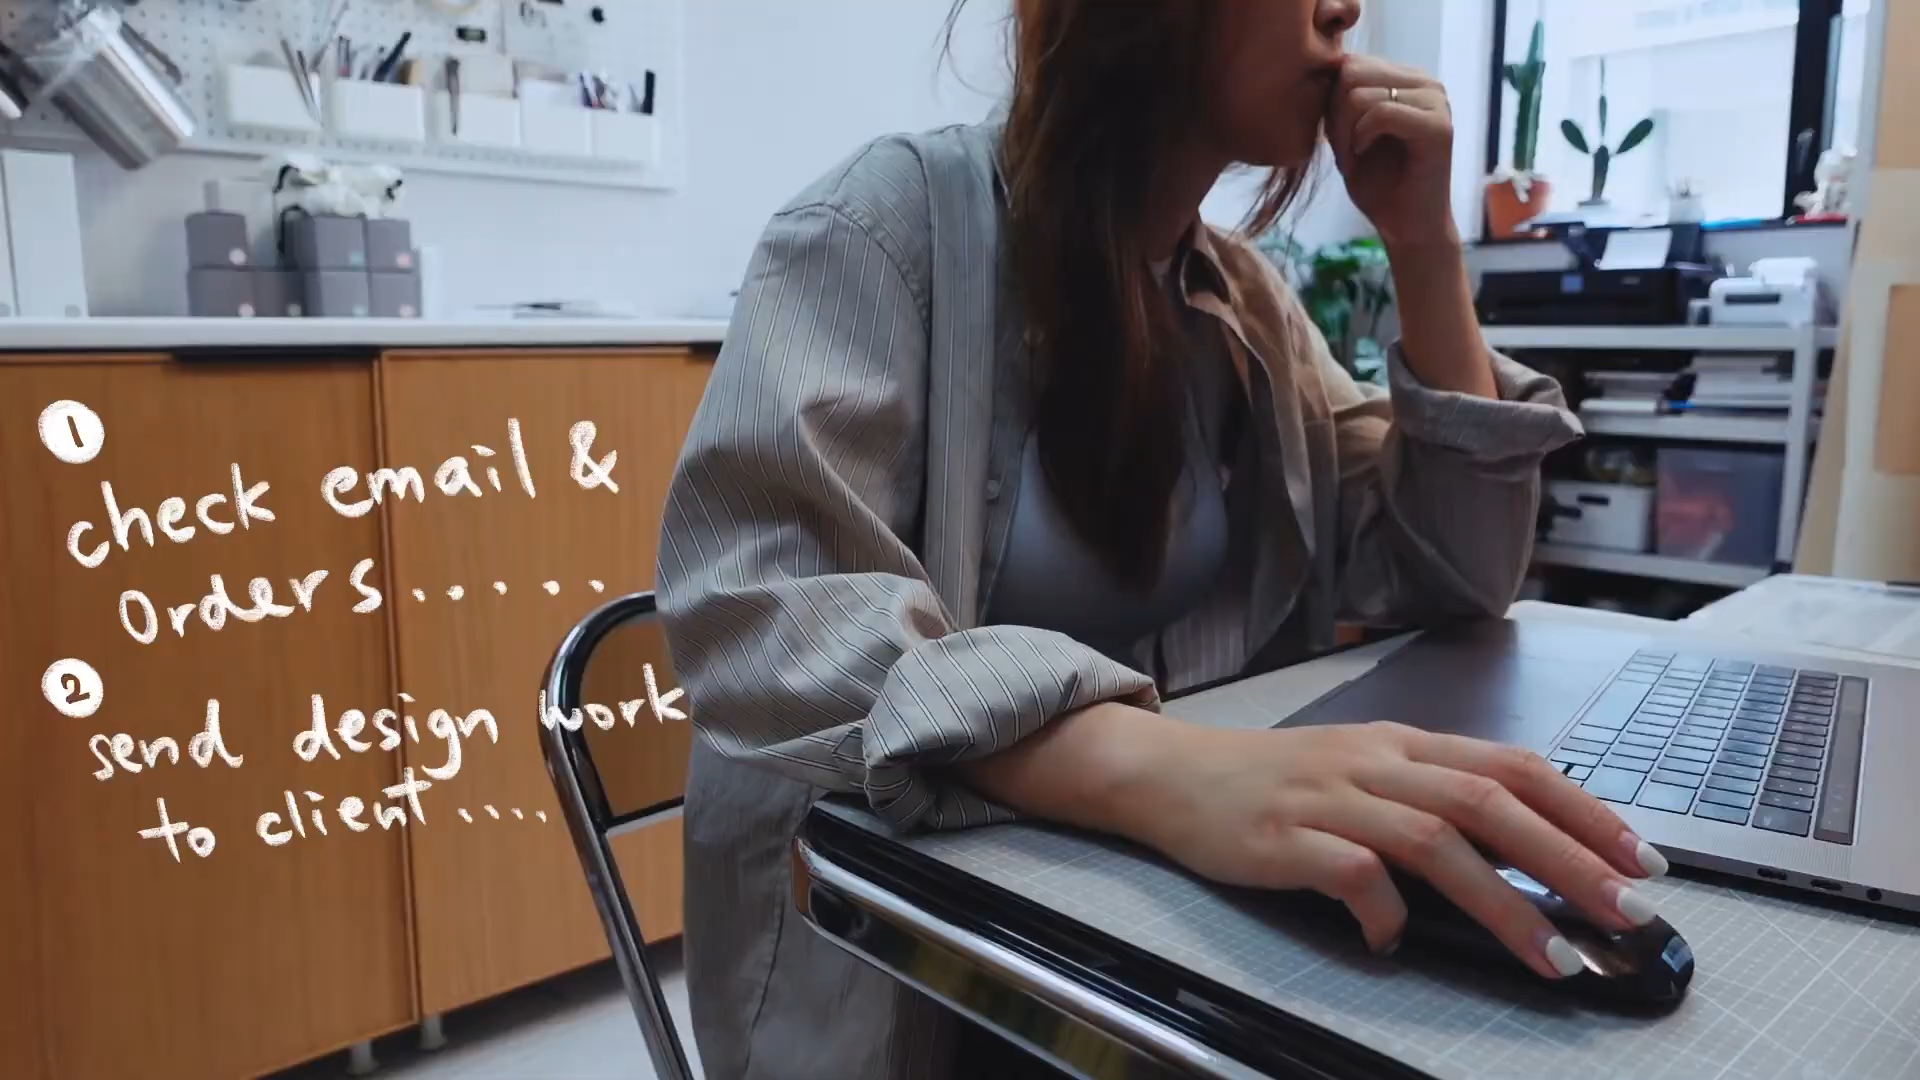 1
check email &
Orders.....
2
send design work
to client....